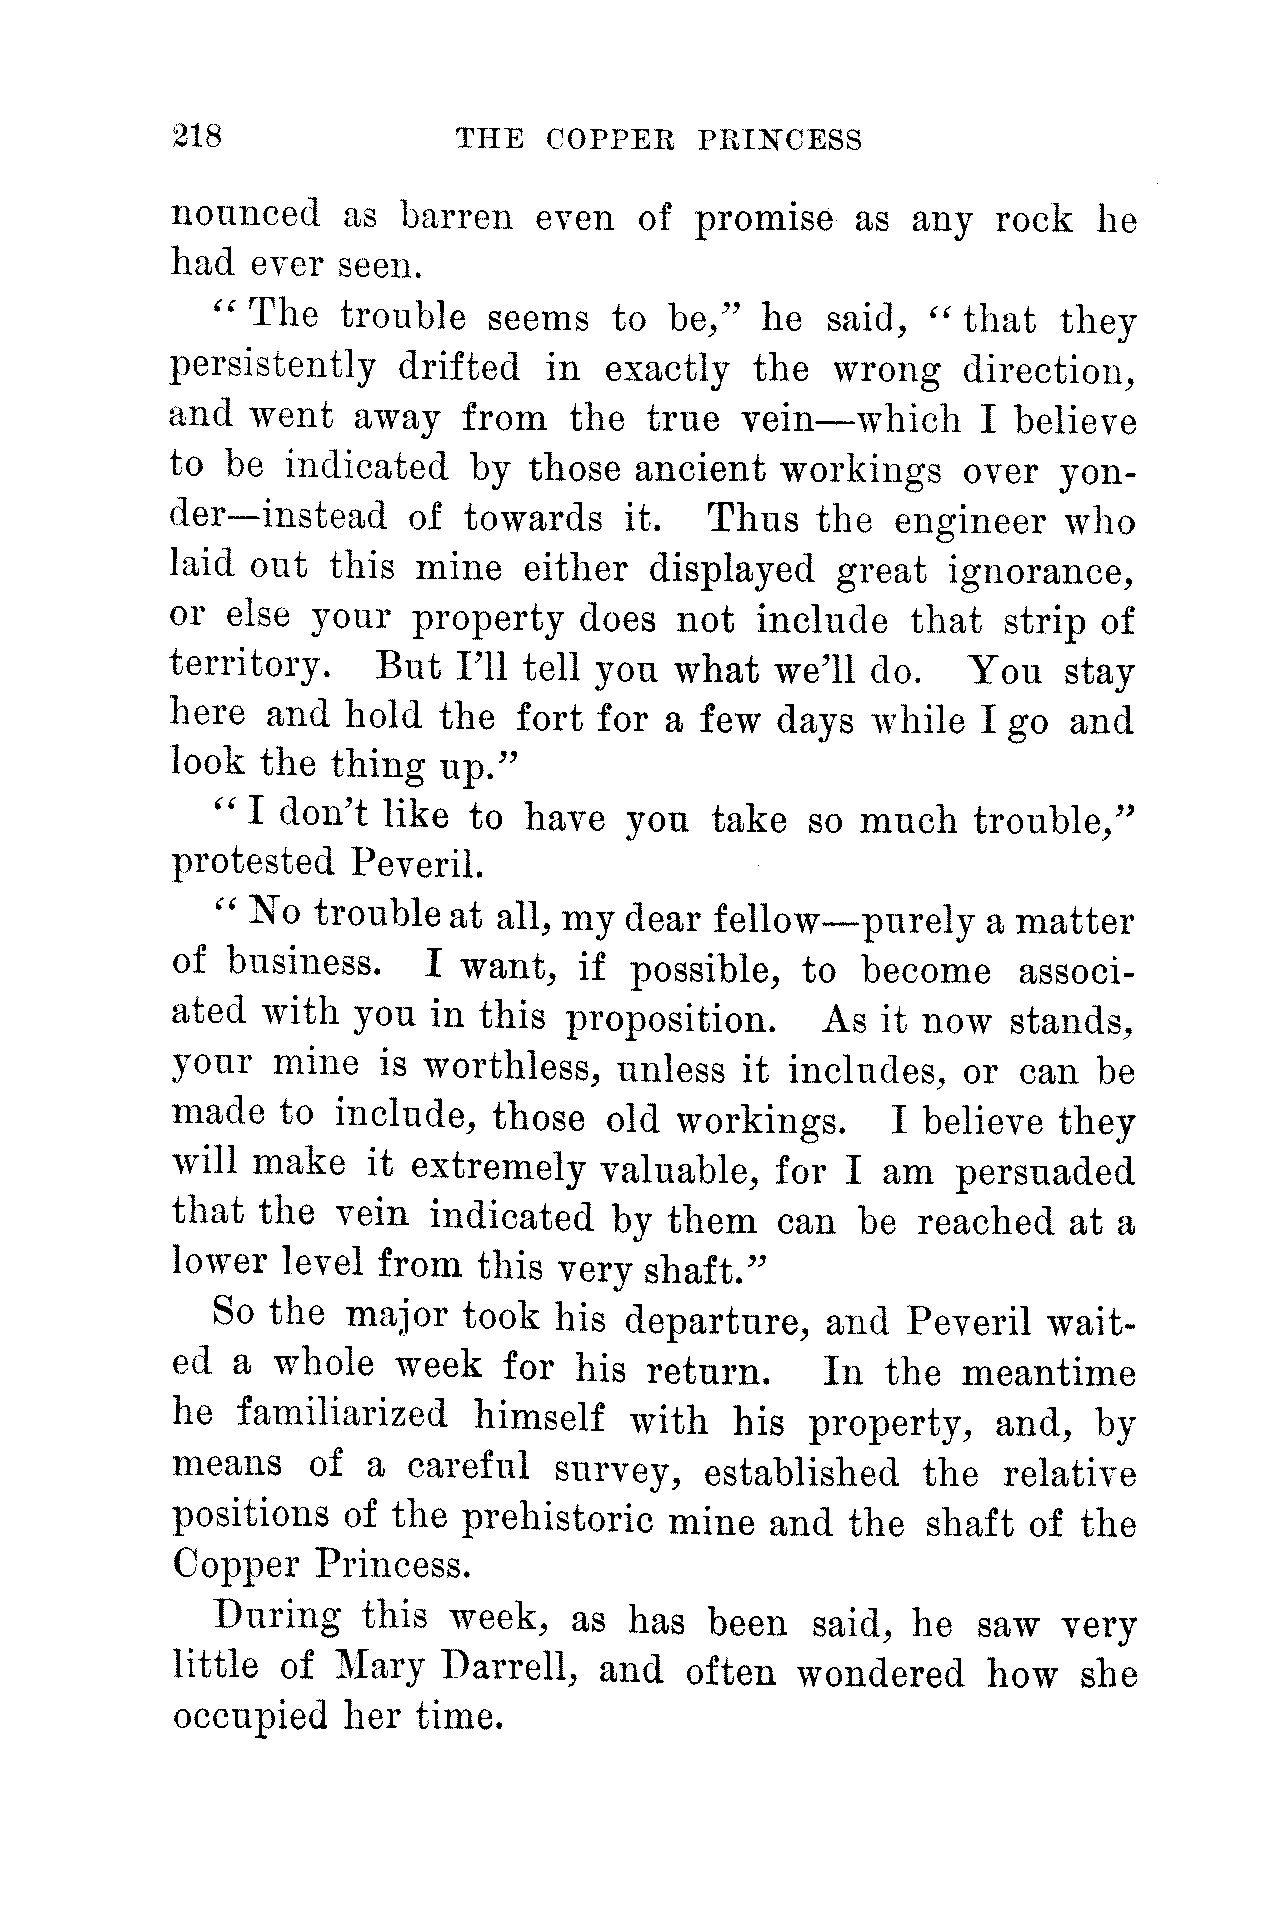 218 THE COPPER PRINCESS
nounced as barren even of promise as any rock he
had ever seen.
“ The trouble seems to be,” he said, “ that they
persistently drifted in exactly the wrong direction,
and went away from the true vein—which I believe
to be indicated by those ancient workings over yon-
der—instead of towards it. Thus the engineer who
laid out this mine either displayed great ignorance,
or else your property does not include that strip of
territory. But I’ll tell you what we’ll do. You stay
here and hold the fort for a few days while I go and
look the thing up.”
“ I don’t like to have you take so much trouble,”
protested Peveril.
“ No trouble at all, my dear fellow—purely a matter
of business. I want, if possible, to become associ-
ated with you in this proposition. As it now stands,
your mine is worthless, unless it includes, or can be
made to include, those old workings. I believe they
will make it extremely valuable, for I am persuaded
that the vein indicated by them can be reached at a
lower level from this very shaft.”
So the major took his departure, and Peveril wait-
ed a whole week for his return. In the meantime
he familiarized himself with his property, and, by
means of a careful survey, established the relative
positions of the prehistoric mine and the shaft of the
Copper Princess.
During this week, as has been said, he saw very
little of Mary Darrell, and often wondered how she
occupied her time.